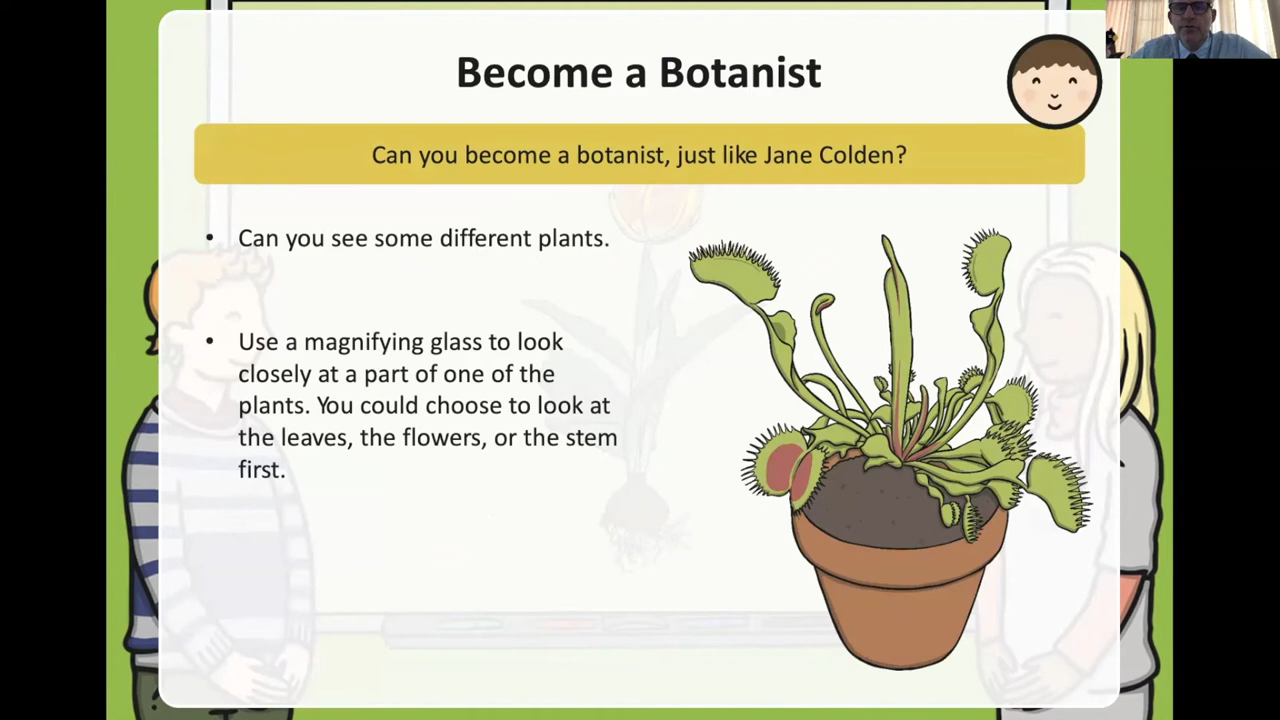 Become a Botanist
Can you become a botanist, just like Jane Colden?
• Can you see some different plants.
• Use a magnifying glass to look
closely at a part of one of the
plants. You could choose to look at
the leaves, the flowers, or the stem
first.